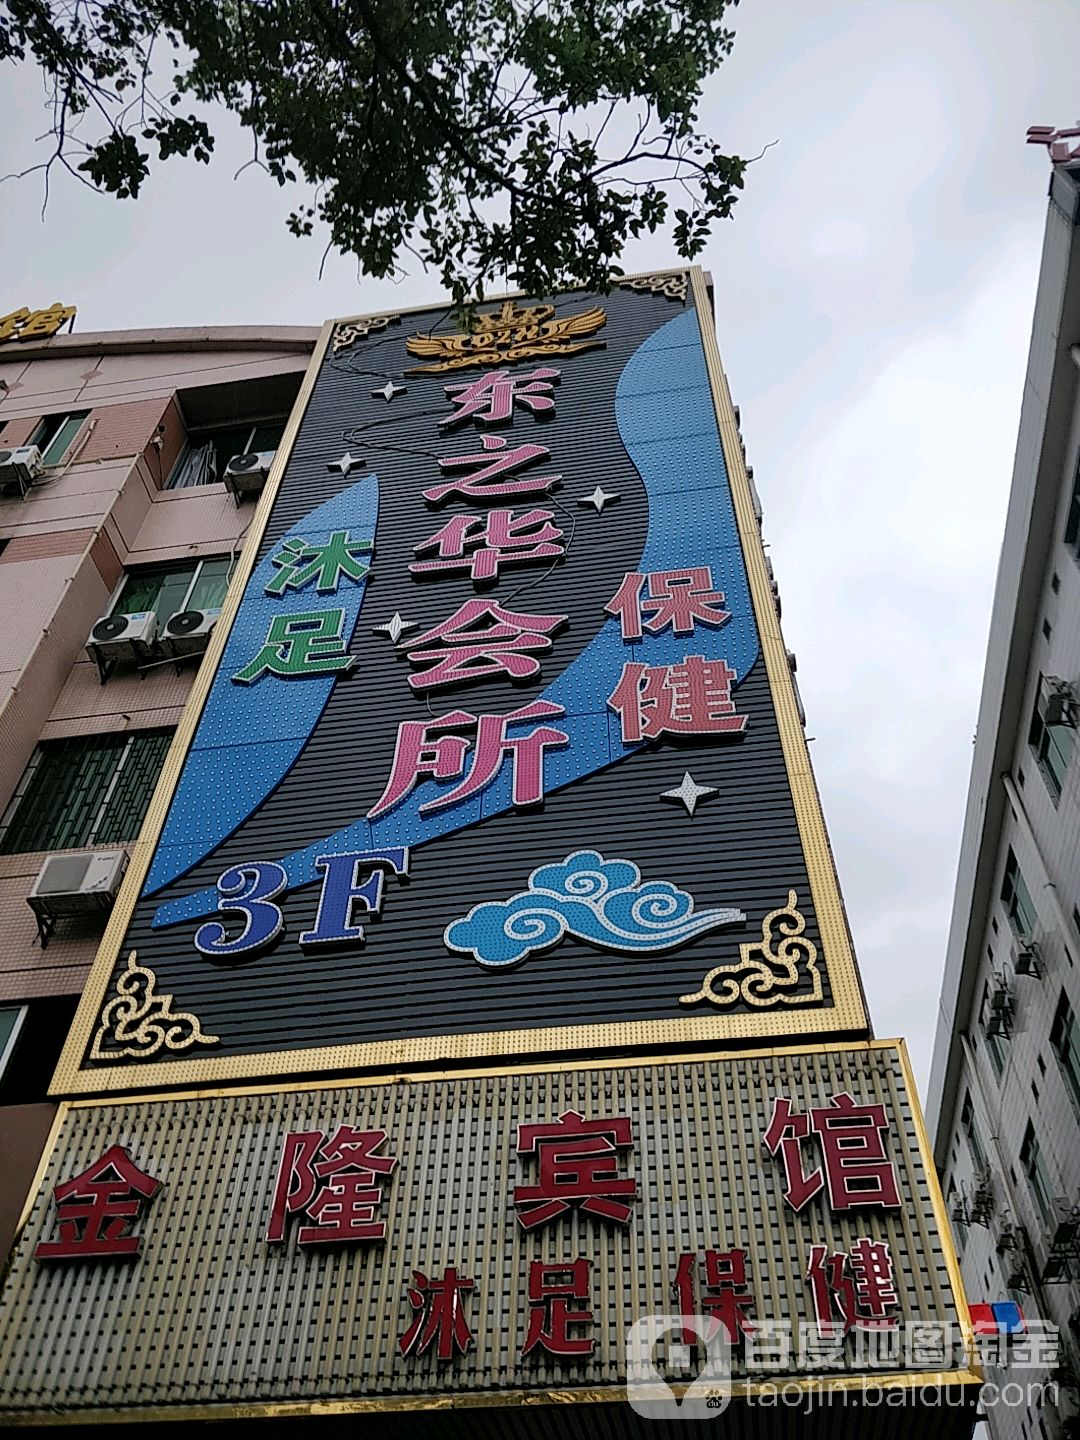 馆
东之华会所
沐足
保健
3F
金隆宾馆
沐足保健
百度地图淘金
taojin.baidu.com